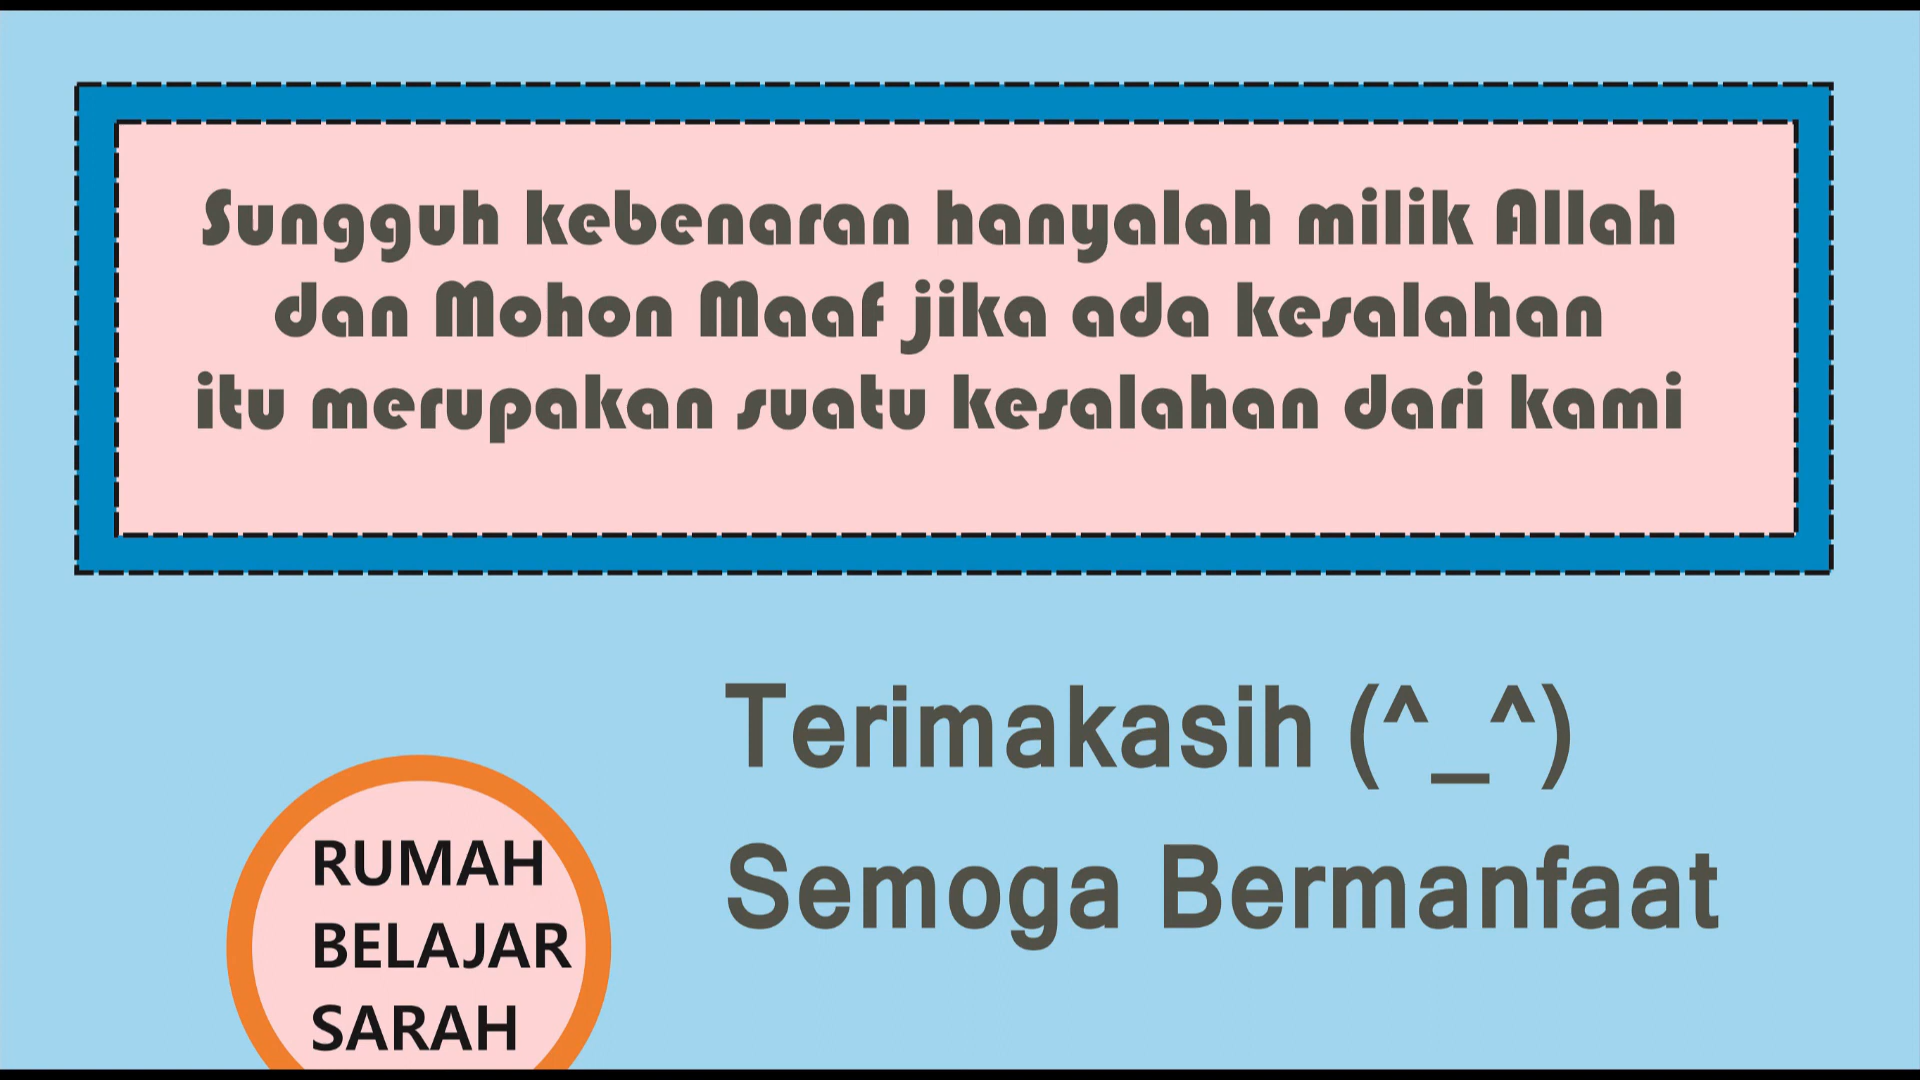 Sungguh kebenaran hanyalah milik Allah
dan Mohon Maaf jika ada kesalahan
itu merupakan suatu kesalahan dari kami
Terimakasih (^_^)
Semoga Bermanfaat
RUMAH
BELAJAR
SARAH